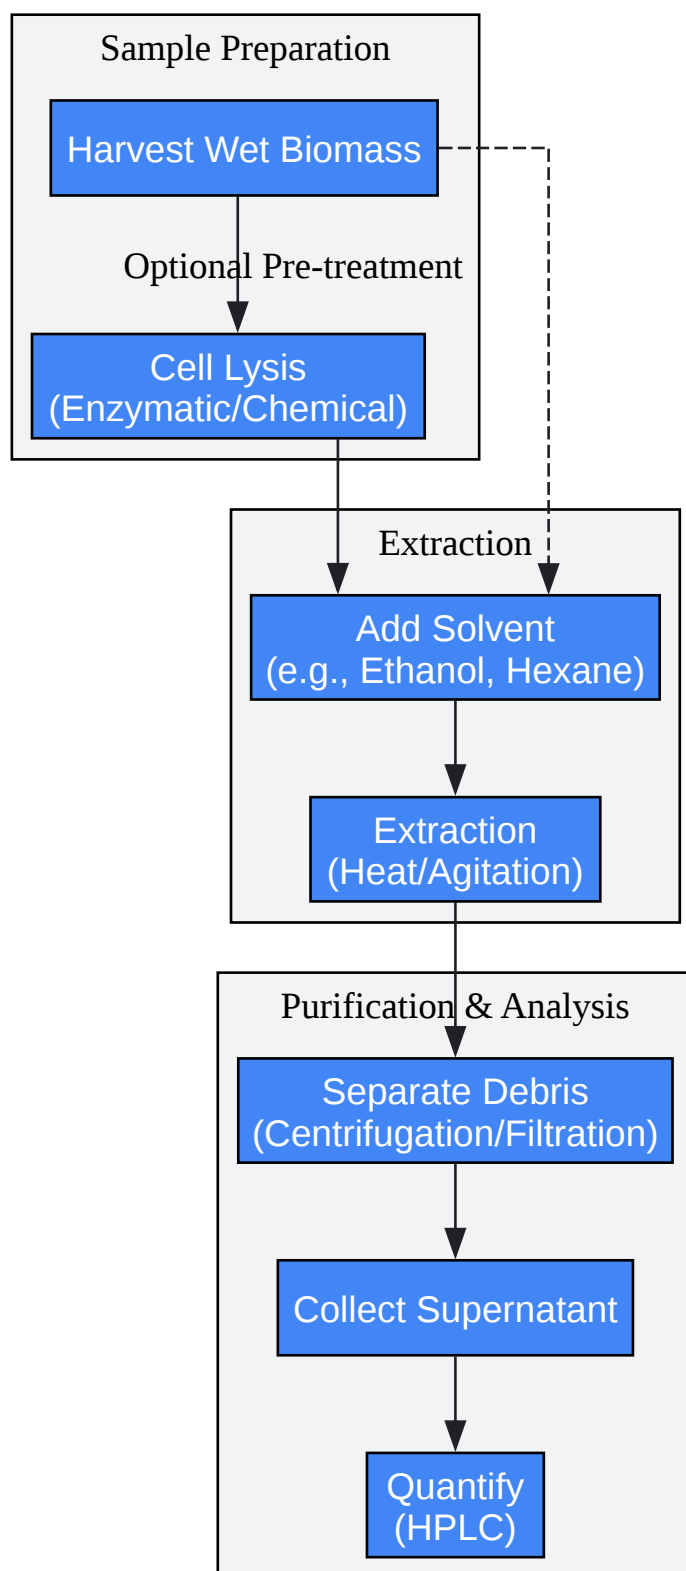 Sample Preparation
Harvest Wet Biomass
Optional Pre-treatment
Cell Lysis
(Enzymatic/Chemical)
Extraction
Add Solvent
(e.g., Ethanol, Hexane)
Extraction
(Heat/Agitation)
Purification & Analysis
Separate Debris
(Centrifugation/Filtration)
Collect Supernatant
Quantify
(HPLC)